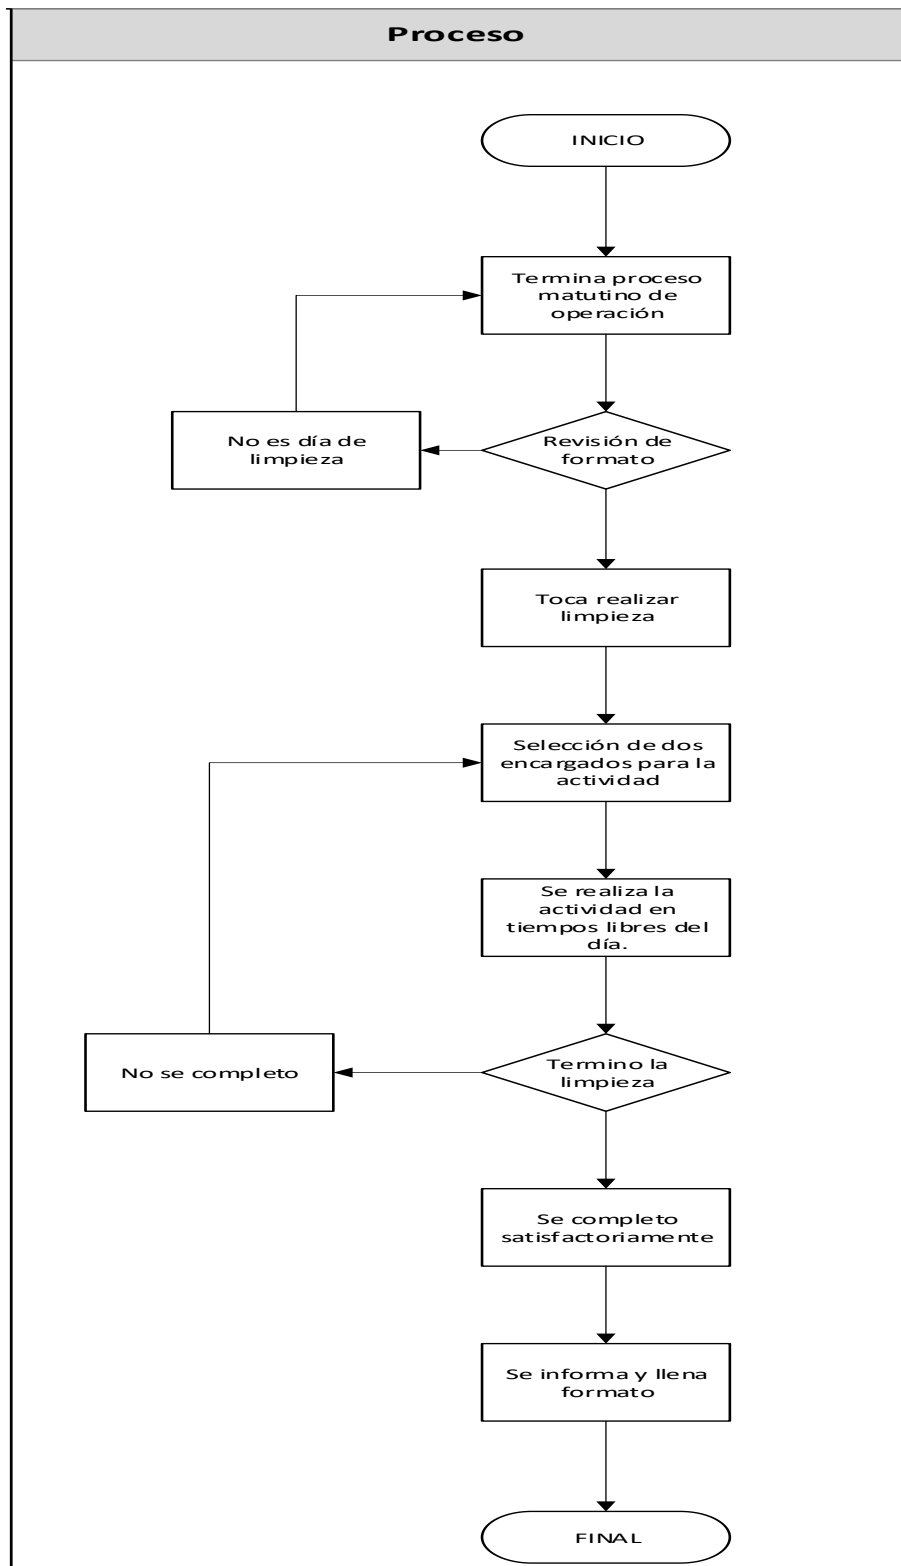 Proceso
INICIO
Termina proceso
matutino de
operación
No es día de
limpieza
Revisión de
formato
Toca realizar
limpieza
Selección de dos
encargados para la
actividad
Se realiza la
actividad en
tiempos libres del
día.
No se completo
Termino la
limpieza
Se completo
satisfactoriamente
Se informa y llena
formato
FINAL